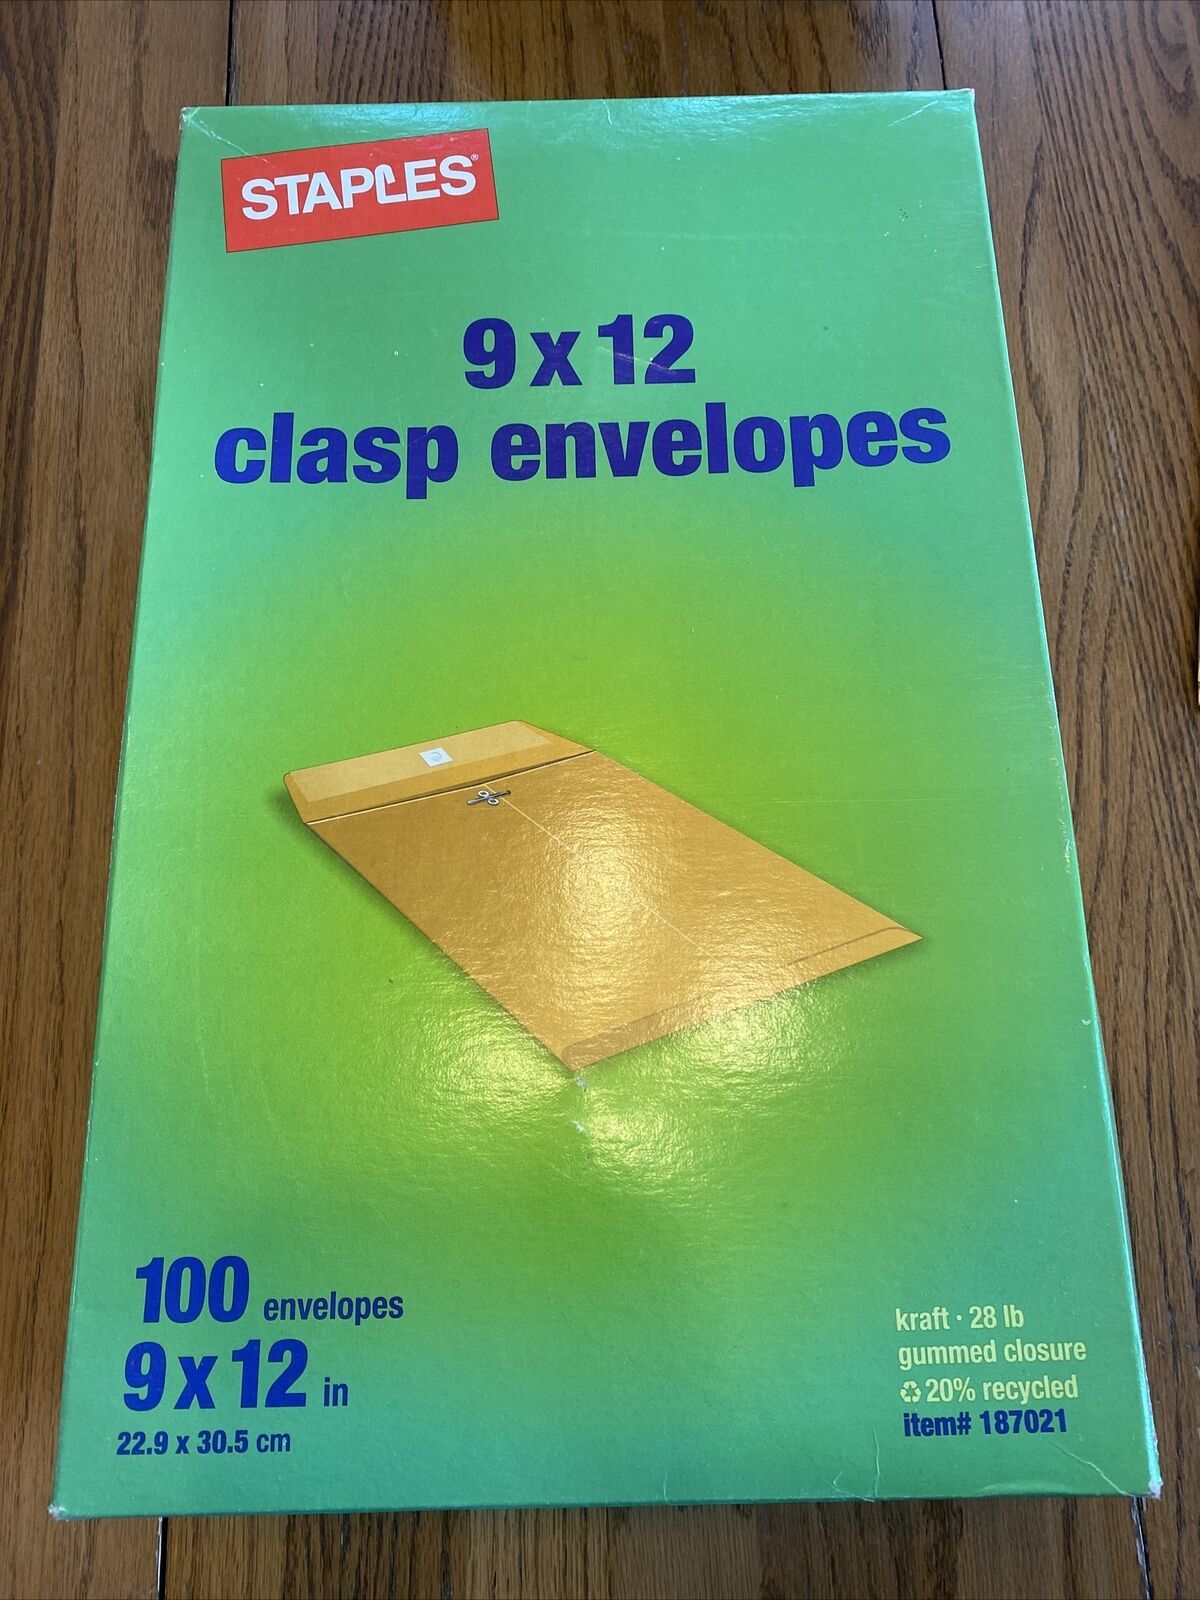 STAPLES®
9 x 12
clasp envelopes
100 envelopes
9 x 12 in
22.9 x 30.5 cm
kraft · 28 lb
gummed closure
♻ 20% recycled
item# 187021